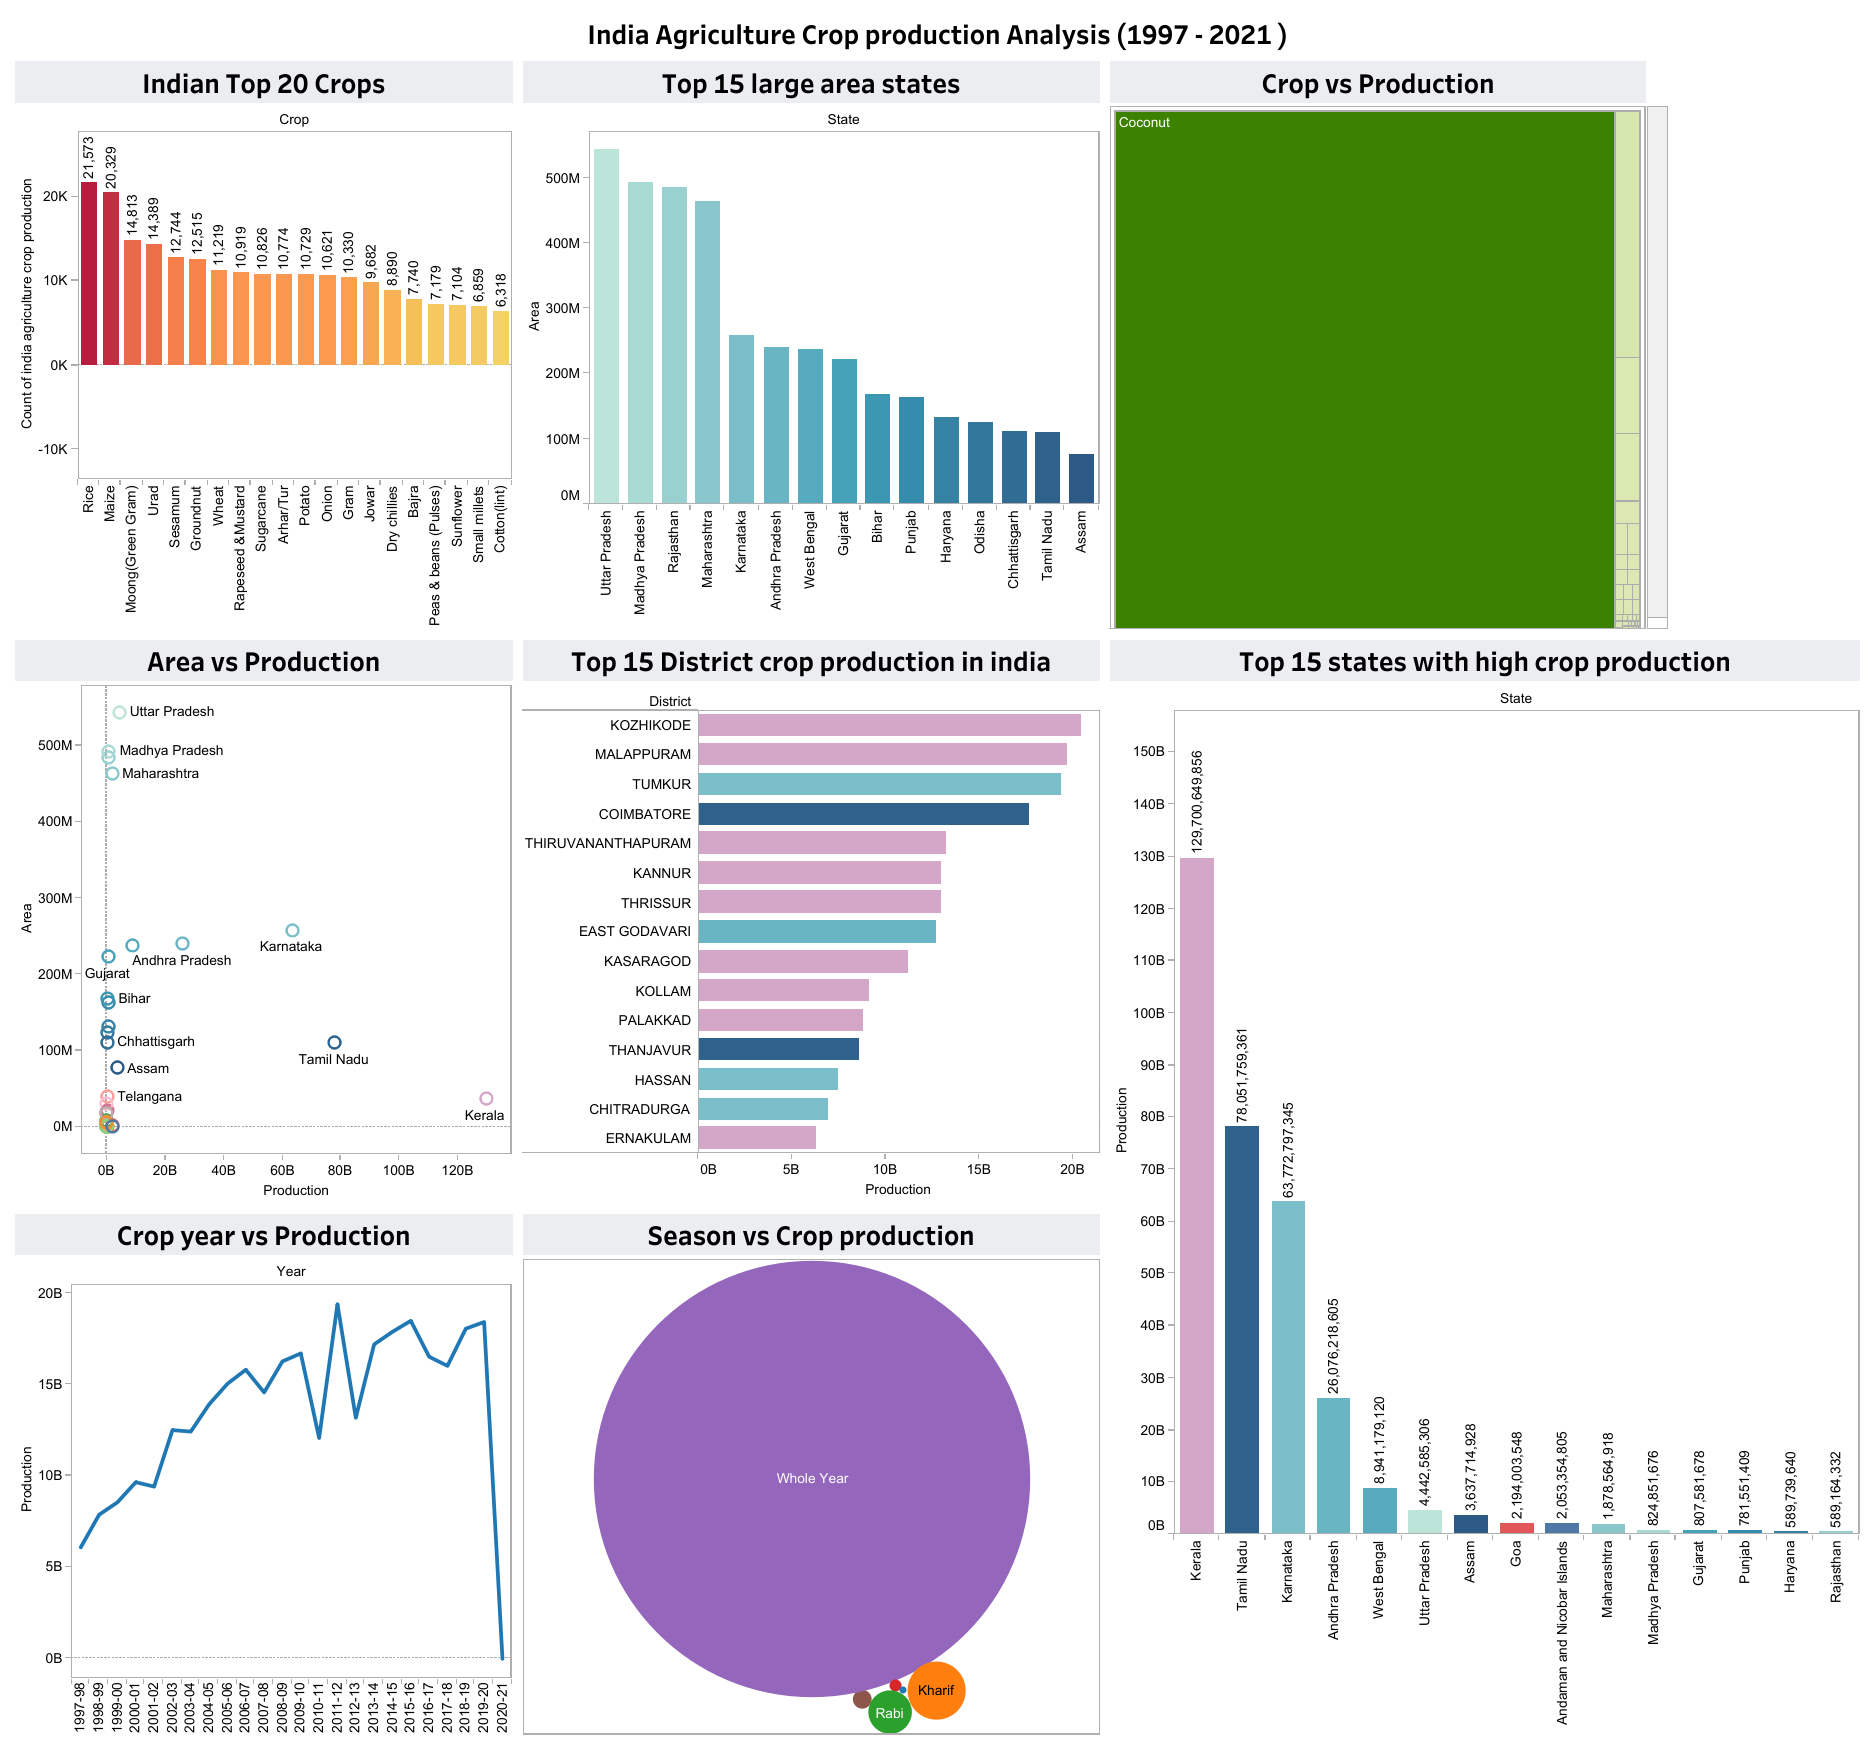 India Agriculture Crop production Analysis (1997 - 2021 )
Indian Top 20 Crops
Crop
Count of india agriculture crop production
20K
10K
0K
-10K
21,573
20,329
14,813
14,389
12,744
12,515
11,219
10,919
10,826
10,774
10,729
10,621
10,330
9,682
8,890
7,740
7,179
7,104
6,859
6,318
Rice
Maize
Moong(Green Gram)
Urad
Sesamum
Groundnut
Wheat
Rapeseed &Mustard
Sugarcane
Arhar/Tur
Potato
Onion
Gram
Jowar
Dry chillies
Bajra
Peas & beans (Pulses)
Sunflower
Small millets
Cotton(lint)
Top 15 large area states
State
Area
500M
400M
300M
200M
100M
0M
Uttar Pradesh
Madhya Pradesh
Rajasthan
Maharashtra
Karnataka
Andhra Pradesh
West Bengal
Gujarat
Bihar
Punjab
Haryana
Odisha
Chhattisgarh
Tamil Nadu
Assam
Crop vs Production
Coconut
Area vs Production
Area
500M
400M
300M
200M
100M
0M
Uttar Pradesh
Madhya Pradesh
Maharashtra
Karnataka
Andhra Pradesh
Gujarat
Bihar
Chhattisgarh
Tamil Nadu
Assam
Telangana
Kerala
0B
20B
40B
60B
80B
100B
120B
Production
Top 15 District crop production in india
District
KOZHIKODE
MALAPPURAM
TUMKUR
COIMBATORE
THIRUVANANTHAPURAM
KANNUR
THRISSUR
EAST GODAVARI
KASARAGOD
KOLLAM
PALAKKAD
THANJAVUR
HASSAN
CHITRADURGA
ERNAKULAM
0B
5B
10B
15B
20B
Production
Top 15 states with high crop production
State
Production
150B
140B
130B
120B
110B
100B
90B
80B
70B
60B
50B
40B
30B
20B
10B
0B
129,700,649,856
78,051,759,361
63,772,797,345
26,076,218,605
8,941,179,120
4,442,585,306
3,637,714,928
2,194,003,548
2,053,354,805
1,878,564,918
824,851,676
807,581,678
781,551,409
589,739,640
589,164,332
Kerala
Tamil Nadu
Karnataka
Andhra Pradesh
West Bengal
Uttar Pradesh
Assam
Goa
Andaman and Nicobar Islands
Maharashtra
Madhya Pradesh
Gujarat
Punjab
Haryana
Rajasthan
Crop year vs Production
Year
Production
20B
15B
10B
5B
0B
1997-98
1998-99
1999-00
2000-01
2001-02
2002-03
2003-04
2004-05
2005-06
2006-07
2007-08
2008-09
2009-10
2010-11
2011-12
2012-13
2013-14
2014-15
2015-16
2016-17
2017-18
2018-19
2019-20
2020-21
Season vs Crop production
Whole Year
Kharif
Rabi